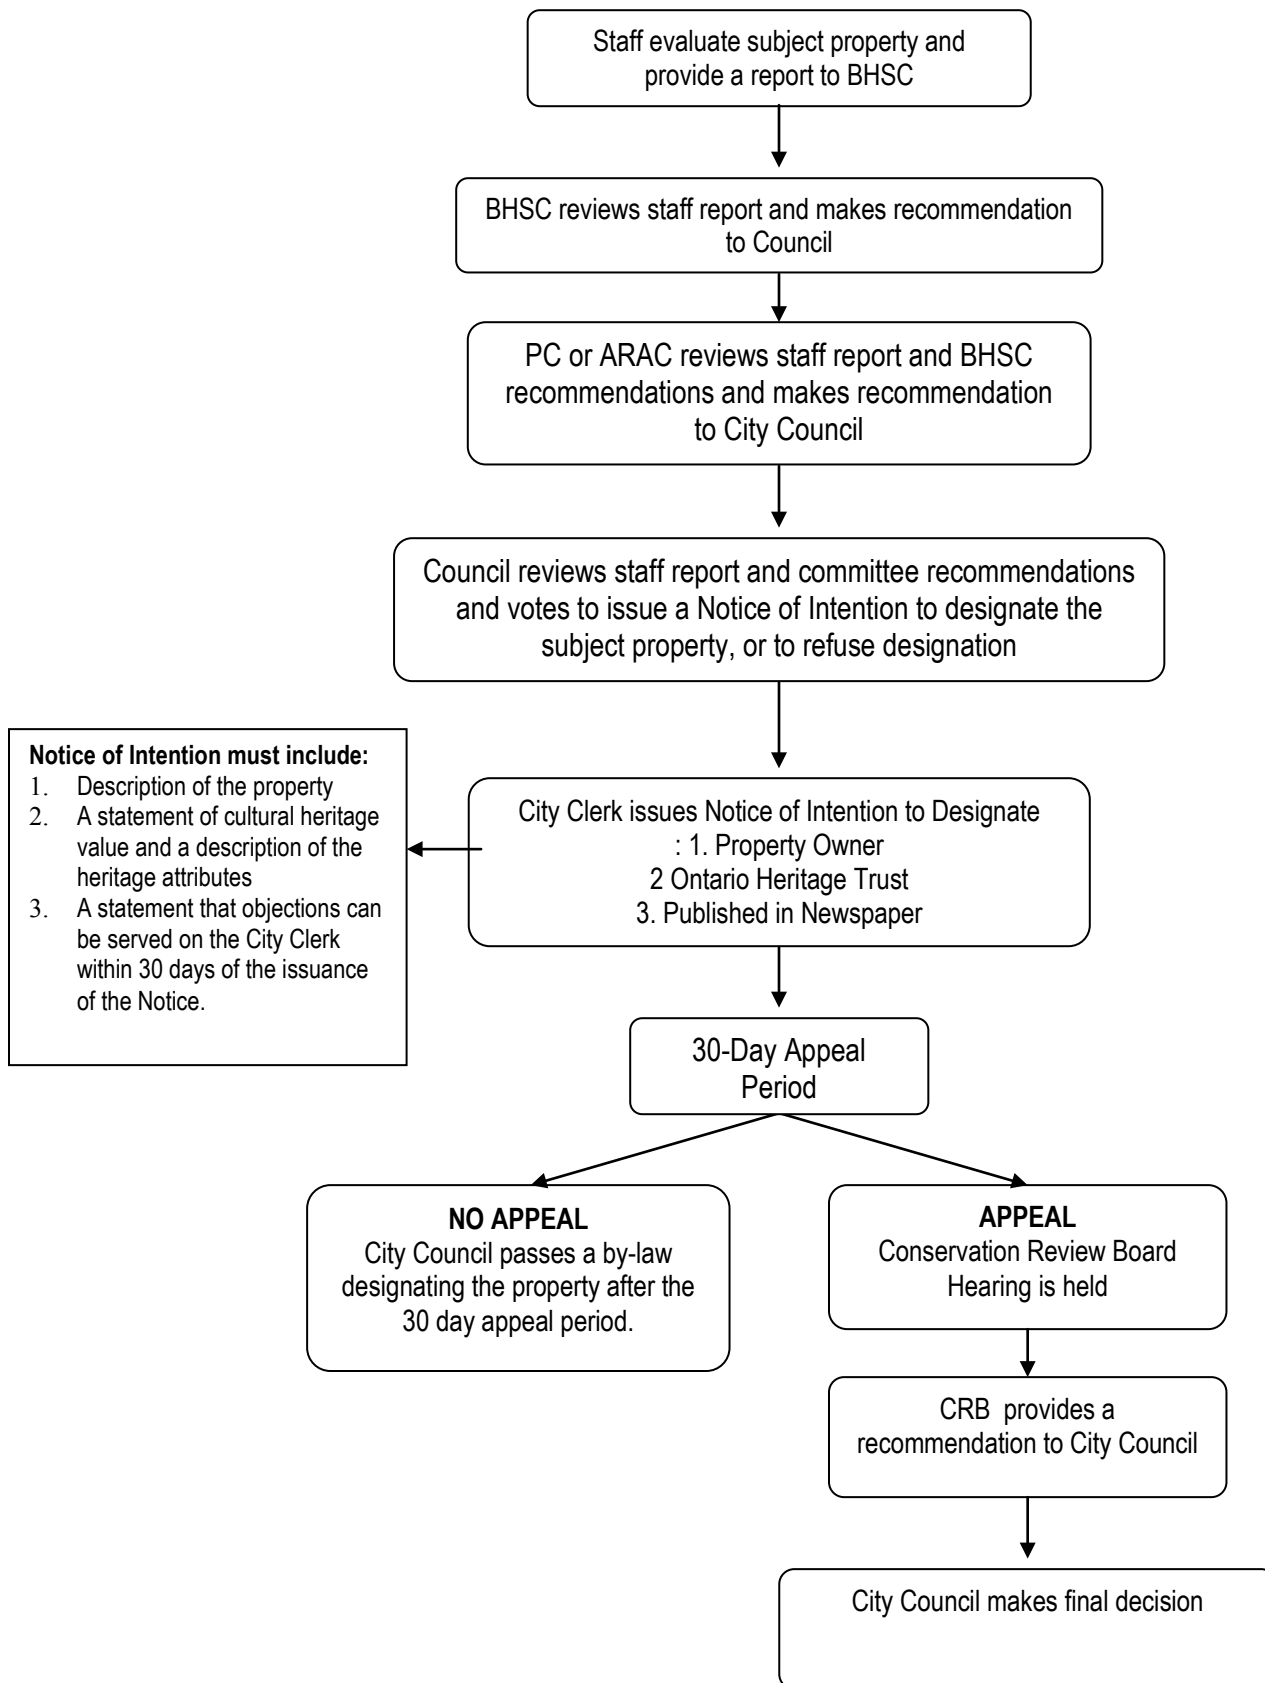 Staff evaluate subject property and
provide a report to BHSC
BHSC reviews staff report and makes recommendation
to Council
PC or ARAC reviews staff report and BHSC
recommendations and makes recommendation
to City Council
Council reviews staff report and committee recommendations
and votes to issue a Notice of Intention to designate the
subject property, or to refuse designation
Notice of Intention must include:
1. Description of the property
2. A statement of cultural heritage
value and a description of the
heritage attributes
3. A statement that objections can
be served on the City Clerk
within 30 days of the issuance
of the Notice.
City Clerk issues Notice of Intention to Designate
: 1. Property Owner
2 Ontario Heritage Trust
3. Published in Newspaper
30-Day Appeal
Period
NO APPEAL
City Council passes a by-law
designating the property after the
30 day appeal period.
APPEAL
Conservation Review Board
Hearing is held
CRB provides a
recommendation to City Council
City Council makes final decision